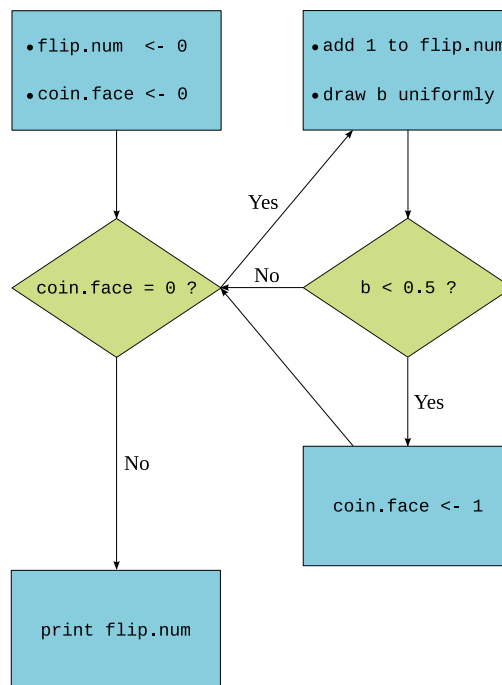 • flip.num <- 0
• coin.face <- 0
• add 1 to flip.num
• draw b uniformly
Yes
coin.face = 0 ?
No
b < 0.5 ?
Yes
No
coin.face <- 1
print flip.num